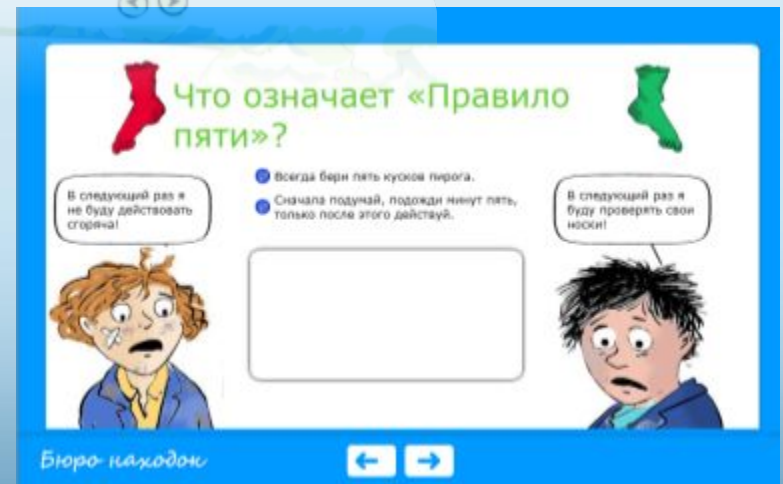 Что означает «Правило
пяти»?
Всегда бери пять кусков пирога.
Сначала подумай, подожди минут пять,
только после этого действуй.
В следующий раз я
не буду действовать
сгоряча!
В следующий раз я
буду проверять свои
носки!
Бюро находок